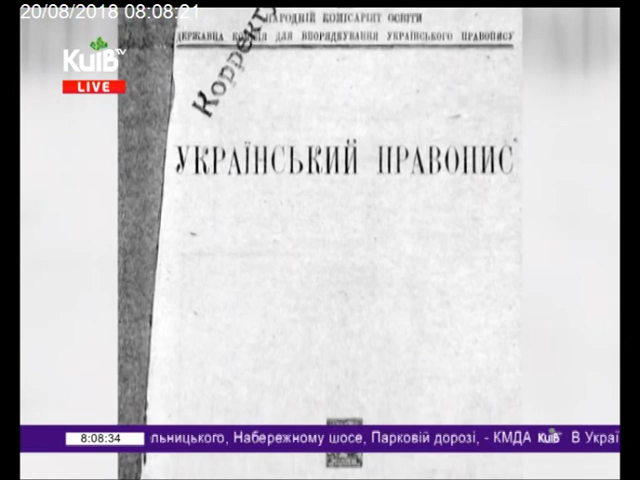 20/08/2018 08:08:21
Київ TV
LIVE
НАРОДНІЙ КОМІСАРІЯТ ОСВІТИ
ДЕРЖАВНА КОМІСІЯ ДЛЯ ВПОРЯДКУВАННЯ УКРАЇНСЬКОГО ПРАВОПИСУ
УКРАЇНСЬКИЙ ПРАВОПИС
8:08:34 льницького, Набережному шосе, Парковій дорозі, - КМДА Київ В Украї